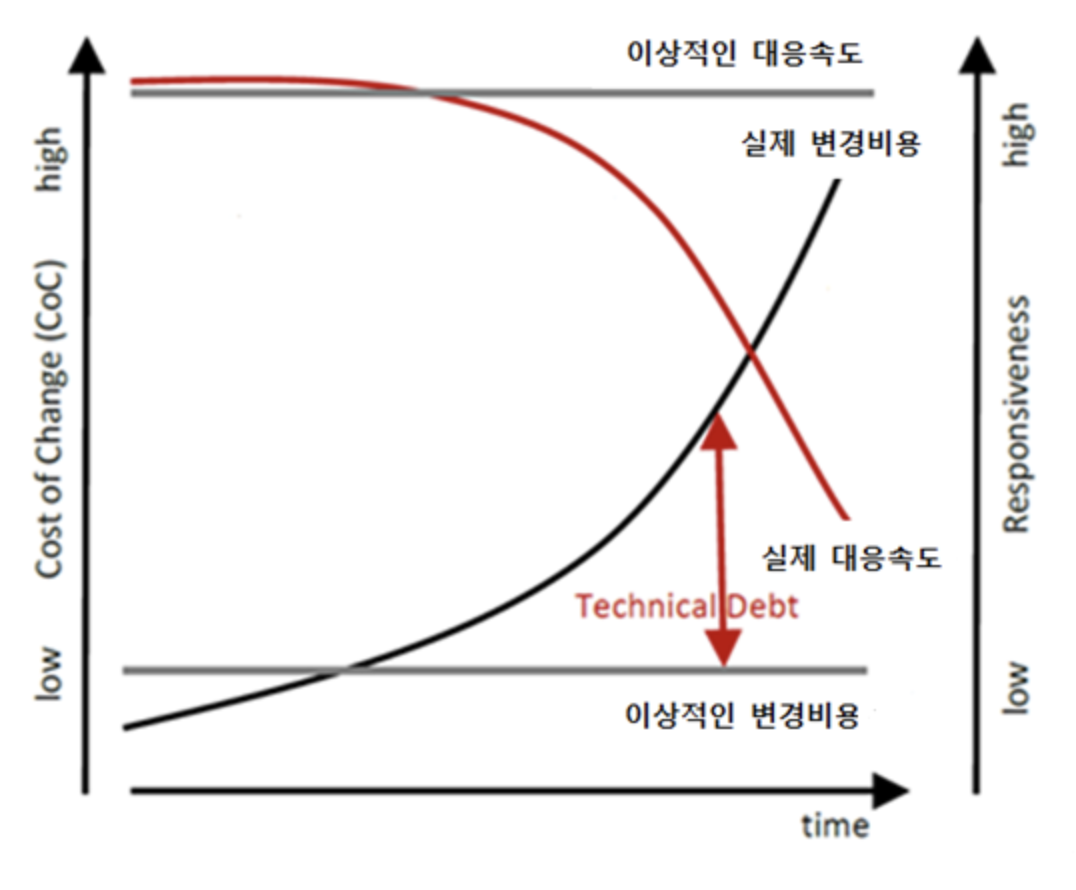 이상적인 대응속도
실제 변경비용
high
high
Cost of Change (CoC)
Responsiveness
실제 대응속도
Technical Debt
low
low
이상적인 변경비용
time